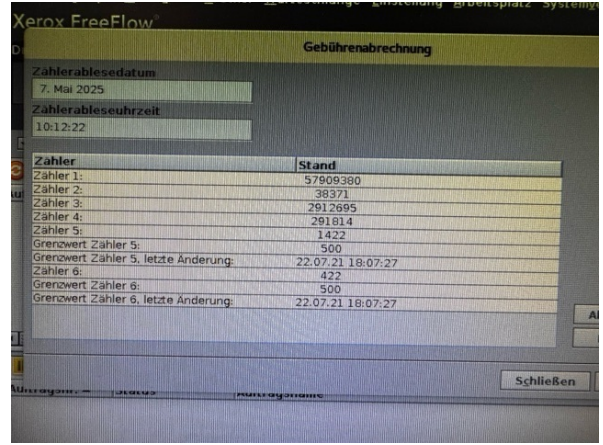 Xerox FreeFlow
Einstellung Arbeitsplatz
Gebührenabrechnung
Zählerablesedatum
7. Mai 2025
Zählerableseuhrzeit
10:12:22
Zähler Stand
Zähler 1: 57909380
Zähler 2: 38371
Zähler 3: 2912695
Zähler 4: 291814
Zähler 5: 1422
Grenzwert Zähler 5: 500
Grenzwert Zähler 5, letzte Änderung: 22.07.21 18:07:27
Zähler 6: 422
Grenzwert Zähler 6: 500
Grenzwert Zähler 6, letzte Änderung: 22.07.21 18:07:27
Schließen
Status Auftragsname